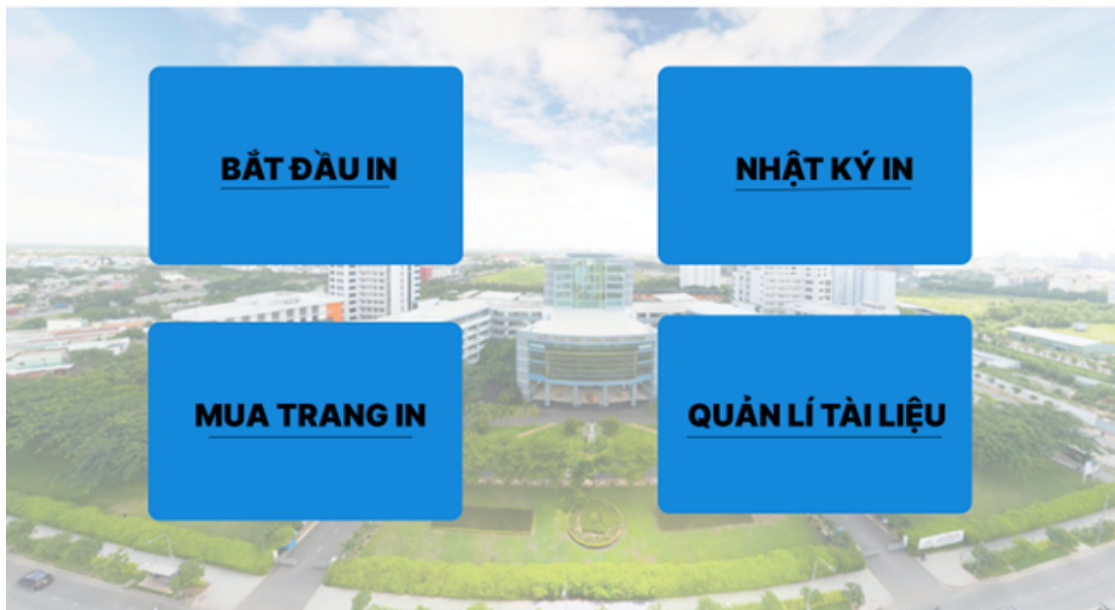 BẮT ĐẦU IN
NHẬT KÝ IN
MUA TRANG IN
QUẢN LÍ TÀI LIỆU